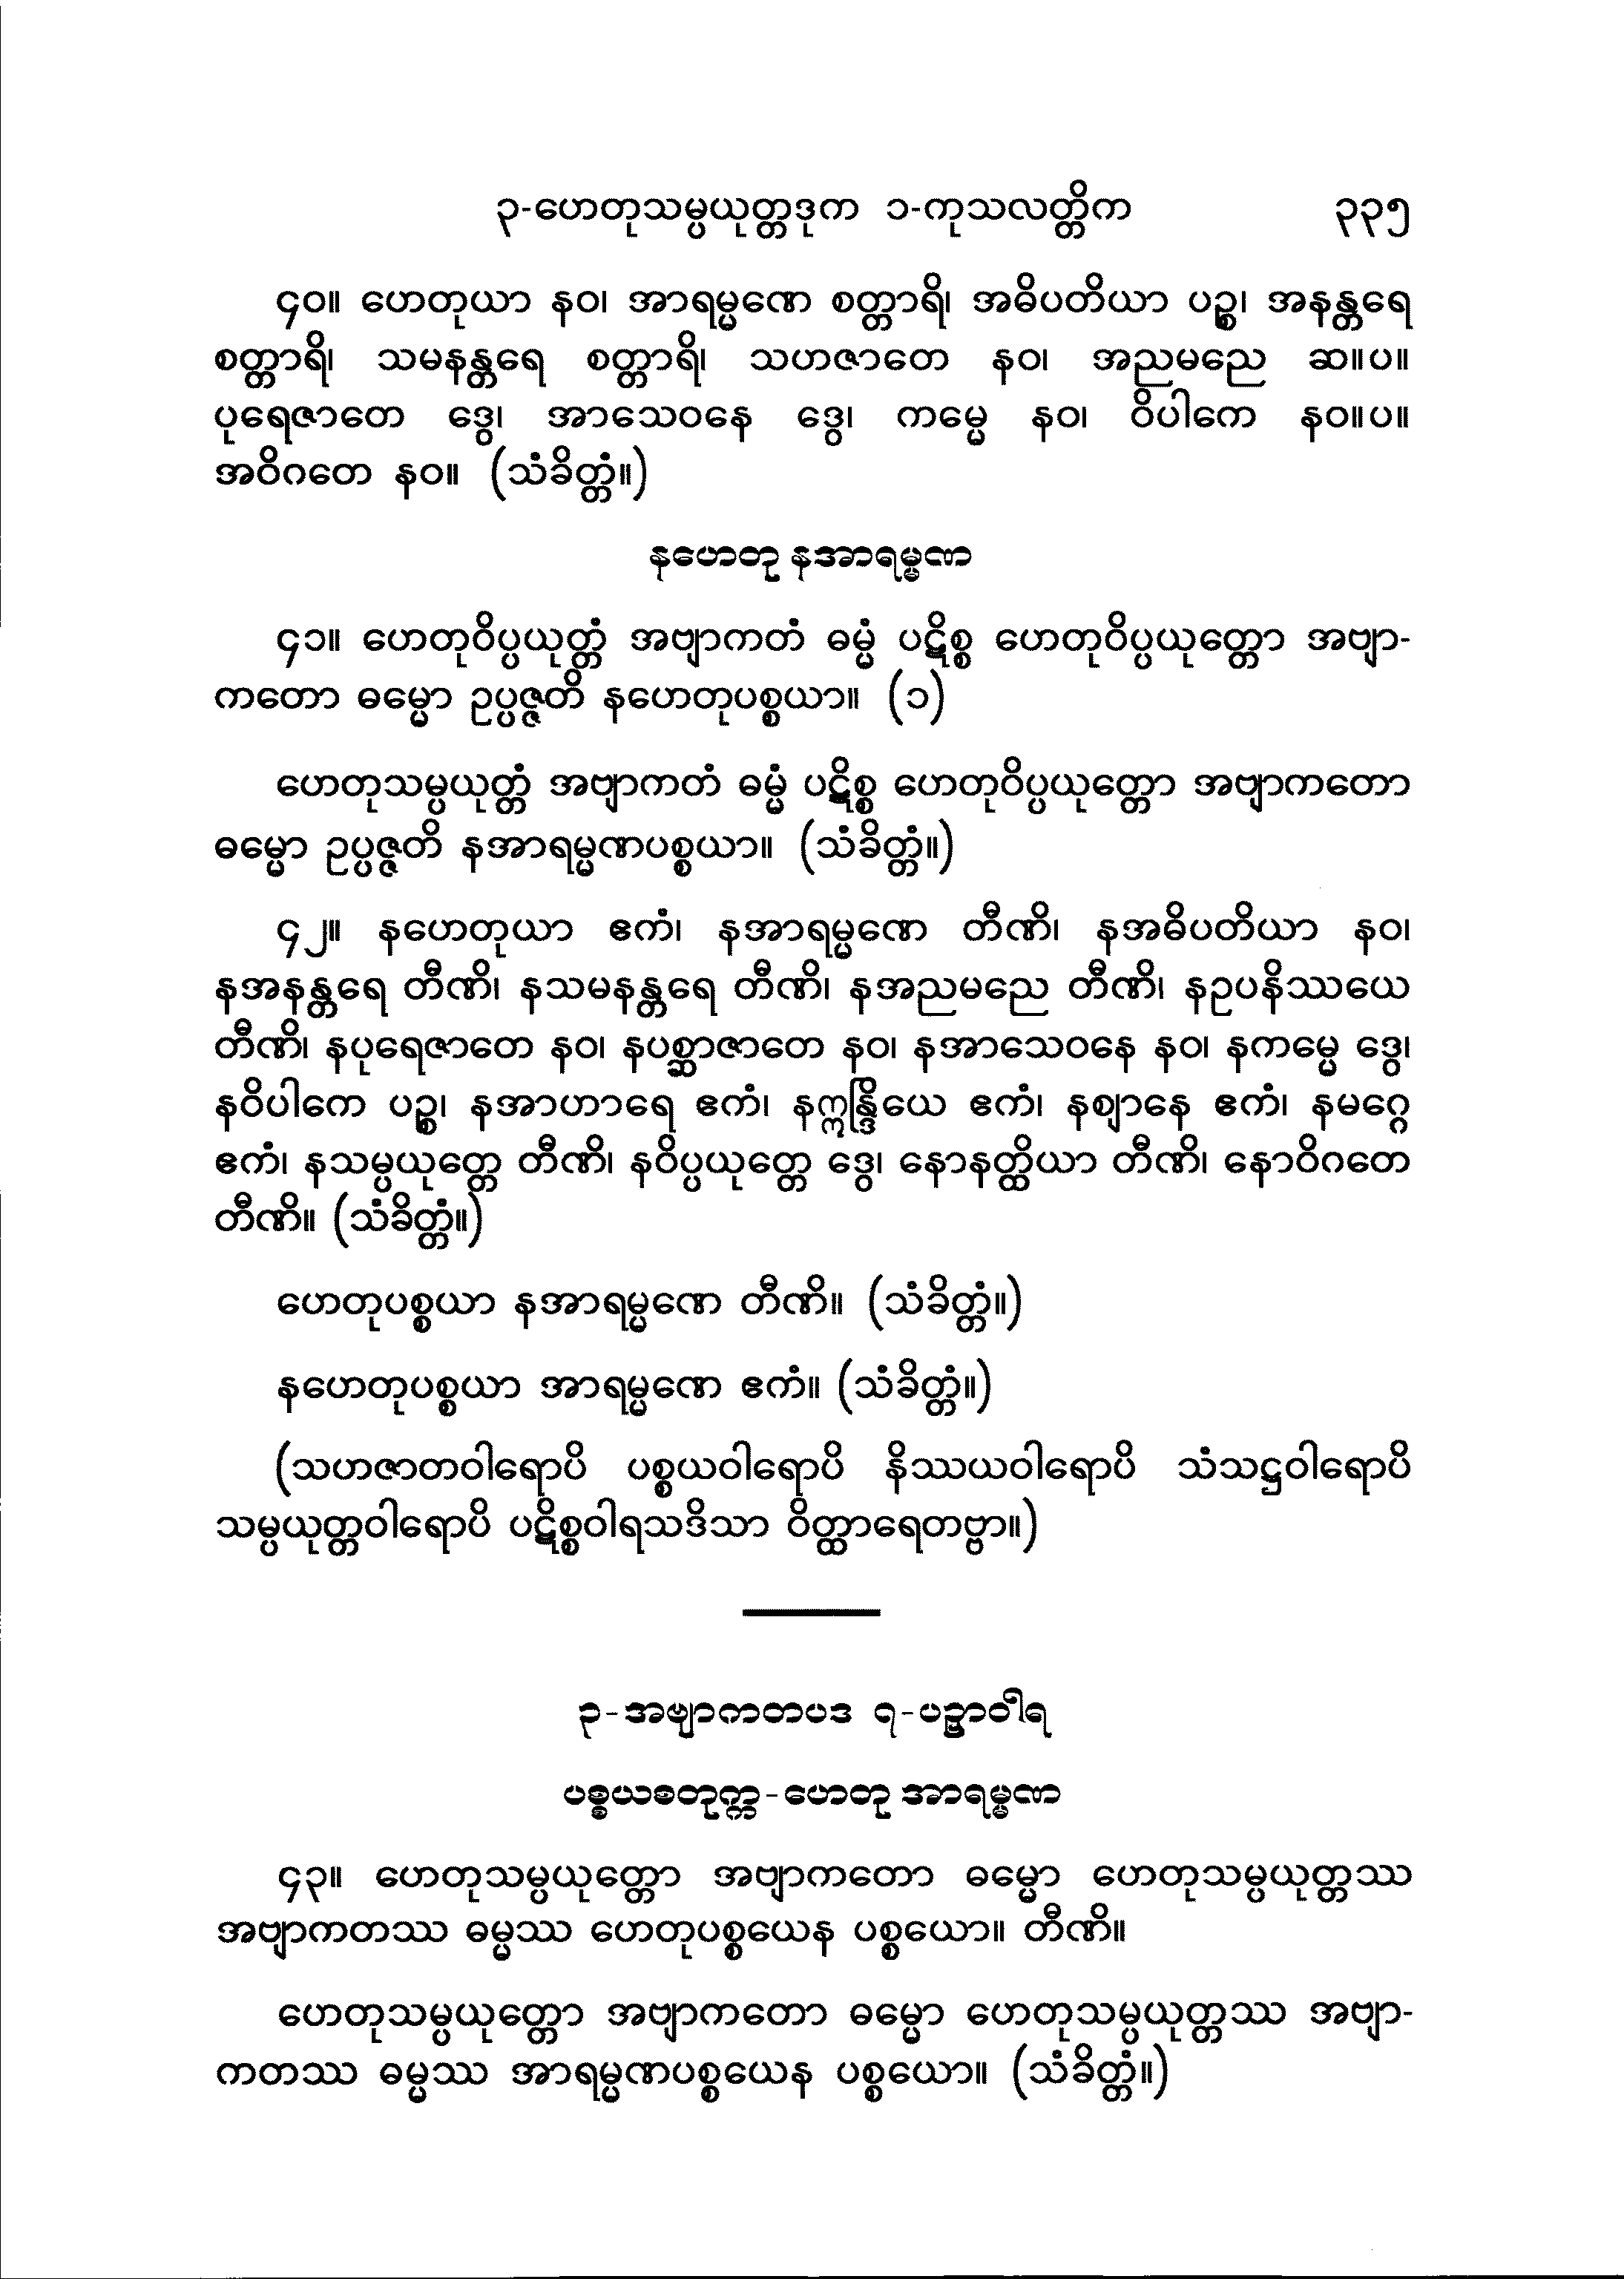 ၃-ဟေတုသမ္ပယုတ္တဒုက ၁-ကုသလတ္တိက ၃၃၅
၄၀။ ဟေတုယာ နဝ၊ အာရမ္မဏေ စတ္တာရိ၊ အဓိပတိယာ ပဉ္စ၊ အနန္တရေ
စတ္တာရိ၊ သမနန္တရေ စတ္တာရိ၊ သဟဇာတေ နဝ၊ အညမညေ ဆ။ပ။
ပုရေဇာတေ ဒွေ၊ အာသေဝနေ ဒွေ၊ ကမ္မေ နဝ၊ ဝိပါကေ နဝ။ပ။
အဝိဂတေ နဝ။ (သံခိတ္တံ။)
နဟေတု နအာရမ္မဏ
၄၁။ ဟေတုဝိပ္ပယုတ္တံ အဗျာကတံ ဓမ္မံ ပဋိစ္စ ဟေတုဝိပ္ပယုတ္တော အဗျာ-
ကတော ဓမ္မော ဥပ္ပဇ္ဇတိ နဟေတုပစ္စယာ။ (၁)
ဟေတုသမ္ပယုတ္တံ အဗျာကတံ ဓမ္မံ ပဋိစ္စ ဟေတုဝိပ္ပယုတ္တော အဗျာကတော
ဓမ္မော ဥပ္ပဇ္ဇတိ နအာရမ္မဏပစ္စယာ။ (သံခိတ္တံ။)
၄၂။ နဟေတုယာ ဧကံ၊ နအာရမ္မဏေ တီဏိ၊ နအဓိပတိယာ နဝ၊
နအနန္တရေ တီဏိ၊ နသမနန္တရေ တီဏိ၊ နအညမညေ တီဏိ၊ နဥပနိဿယေ
တီဏိ၊ နပုရေဇာတေ နဝ၊ နပစ္ဆာဇာတေ နဝ၊ နအာသေဝနေ နဝ၊ နကမ္မေ ဒွေ၊
နဝိပါကေ ပဉ္စ၊ နအာဟာရေ ဧကံ၊ နဣန္ဒြိယေ ဧကံ၊ နဈာနေ ဧကံ၊ နမဂ္ဂေ
ဧကံ၊ နသမ္ပယုတ္တေ တီဏိ၊ နဝိပ္ပယုတ္တေ ဒွေ၊ နောနတ္ထိယာ တီဏိ၊ နောဝိဂတေ
တီဏိ။ (သံခိတ္တံ။)
ဟေတုပစ္စယာ နအာရမ္မဏေ တီဏိ။ (သံခိတ္တံ။)
နဟေတုပစ္စယာ အာရမ္မဏေ ဧကံ။ (သံခိတ္တံ။)
(သဟဇာတဝါရောပိ ပစ္စယဝါရောပိ နိဿယဝါရောပိ သံသဋ္ဌဝါရောပိ
သမ္ပယုတ္တဝါရောပိ ပဋိစ္စဝါရသဒိသာ ဝိတ္ထာရေတဗ္ဗာ။)
၃-အဗျာကတပဒ ၇-ပဉှာဝါရ
ပစ္စယစတုက္က-ဟေတု အာရမ္မဏ
၄၃။ ဟေတုသမ္ပယုတ္တော အဗျာကတော ဓမ္မော ဟေတုသမ္ပယုတ္တဿ
အဗျာကတဿ ဓမ္မဿ ဟေတုပစ္စယေန ပစ္စယော။ တီဏိ။
ဟေတုသမ္ပယုတ္တော အဗျာကတော ဓမ္မော ဟေတုသမ္ပယုတ္တဿ အဗျာ-
ကတဿ ဓမ္မဿ အာရမ္မဏပစ္စယေန ပစ္စယော။ (သံခိတ္တံ။)